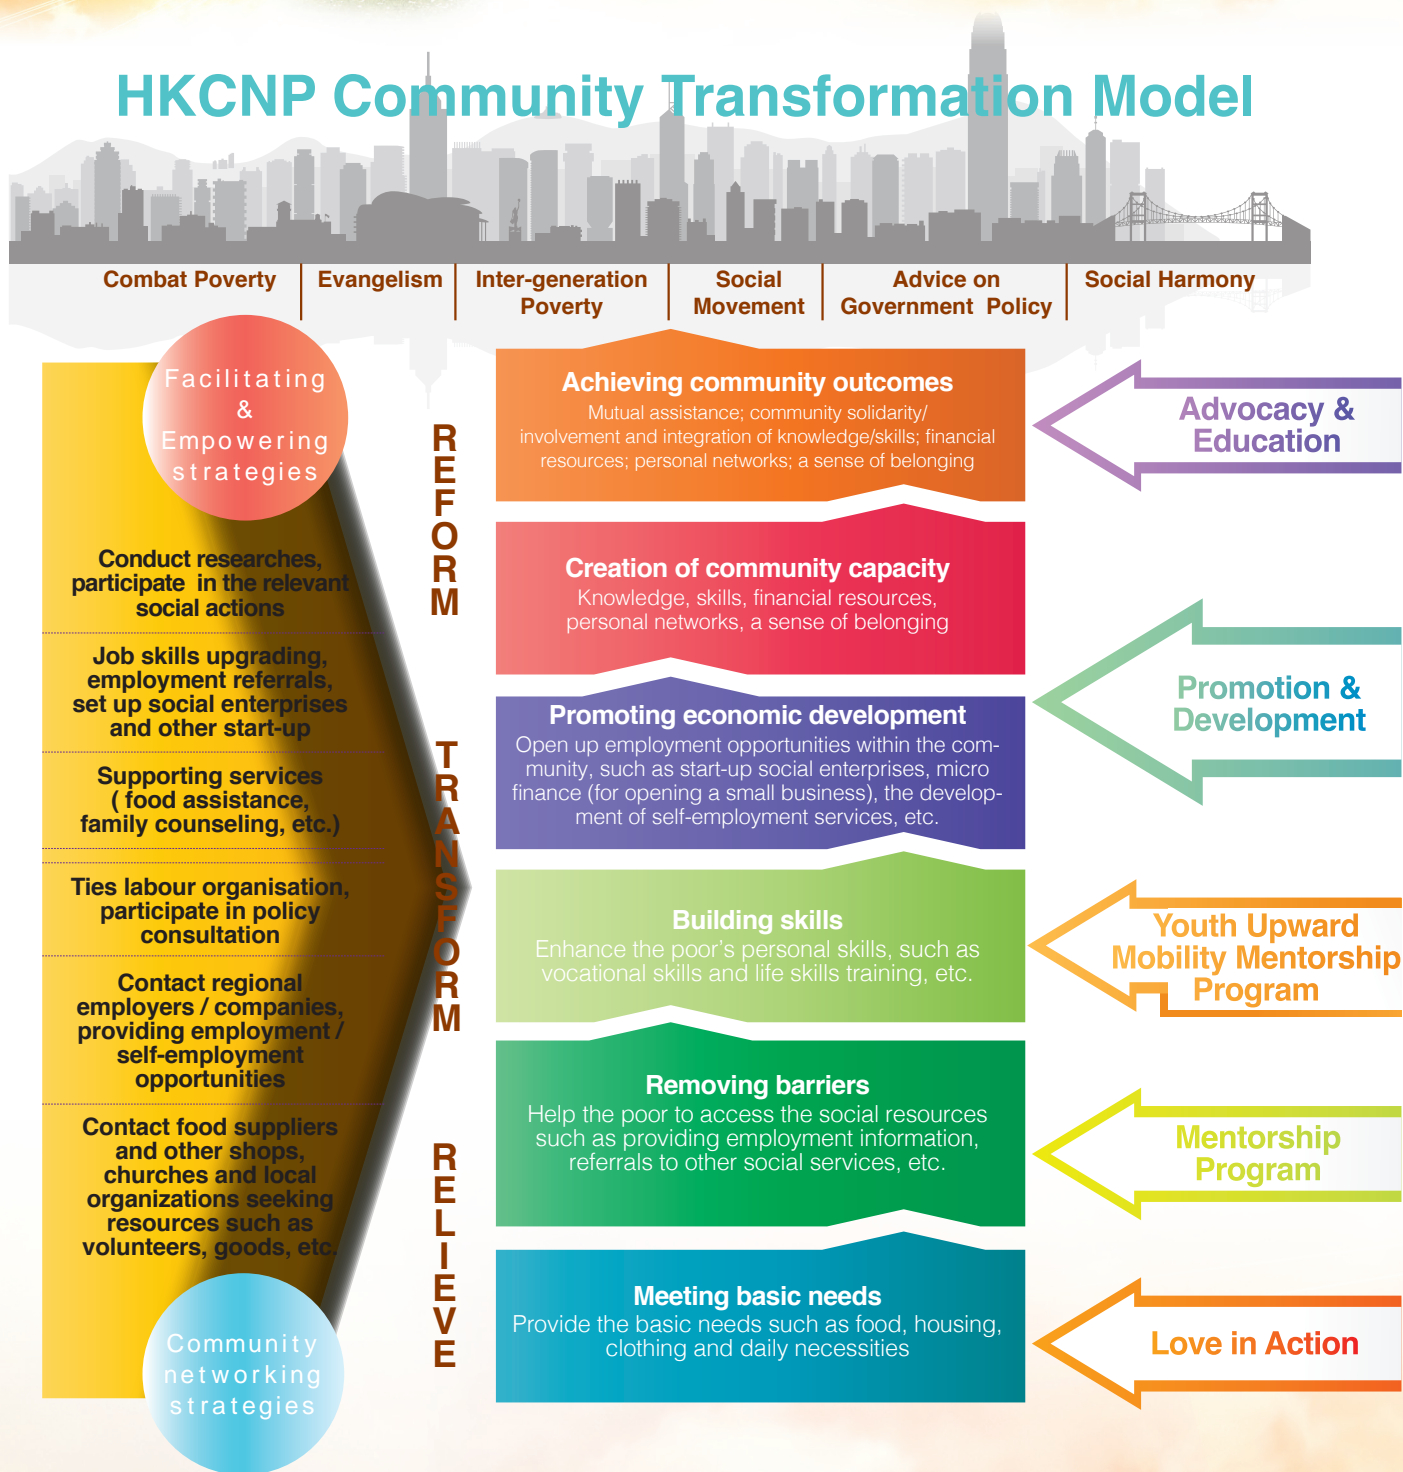 HKCNP Community Transformation Model
Combat Poverty
Evangelism
Inter-generation
Poverty
Social
Movement
Advice on
Government Policy
Social Harmony
Facilitating
&
Empowering
strategies
Conduct researches,
participate in the relevant
social actions
Job skills upgrading,
employment referrals,
set up social enterprises
and other start-up
Supporting services
( food assistance,
family counseling, etc.)
Ties labour organisation,
participate in policy
consultation
Contact regional
employers / companies,
providing employment /
self-employment
opportunities
Contact food suppliers
and other shops,
churches and local
organizations seeking
resources such as
volunteers, goods, etc.
Community
networking
strategies
REFORM
TRANSFORM
RELIEVE
Achieving community outcomes
Mutual assistance; community solidarity/
involvement and integration of knowledge/skills; financial
resources; personal networks; a sense of belonging
Creation of community capacity
Knowledge, skills, financial resources,
personal networks, a sense of belonging
Promoting economic development
Open up employment opportunities within the com-
munity, such as start-up social enterprises, micro
finance (for opening a small business), the develop-
ment of self-employment services, etc.
Building skills
Enhance the poor's personal skills, such as
vocational skills and life skills training, etc.
Removing barriers
Help the poor to access the social resources
such as providing employment information,
referrals to other social services, etc.
Meeting basic needs
Provide the basic needs such as food, housing,
clothing and daily necessities
Advocacy &
Education
Promotion &
Development
Youth Upward
Mobility Mentorship
Program
Mentorship
Program
Love in Action